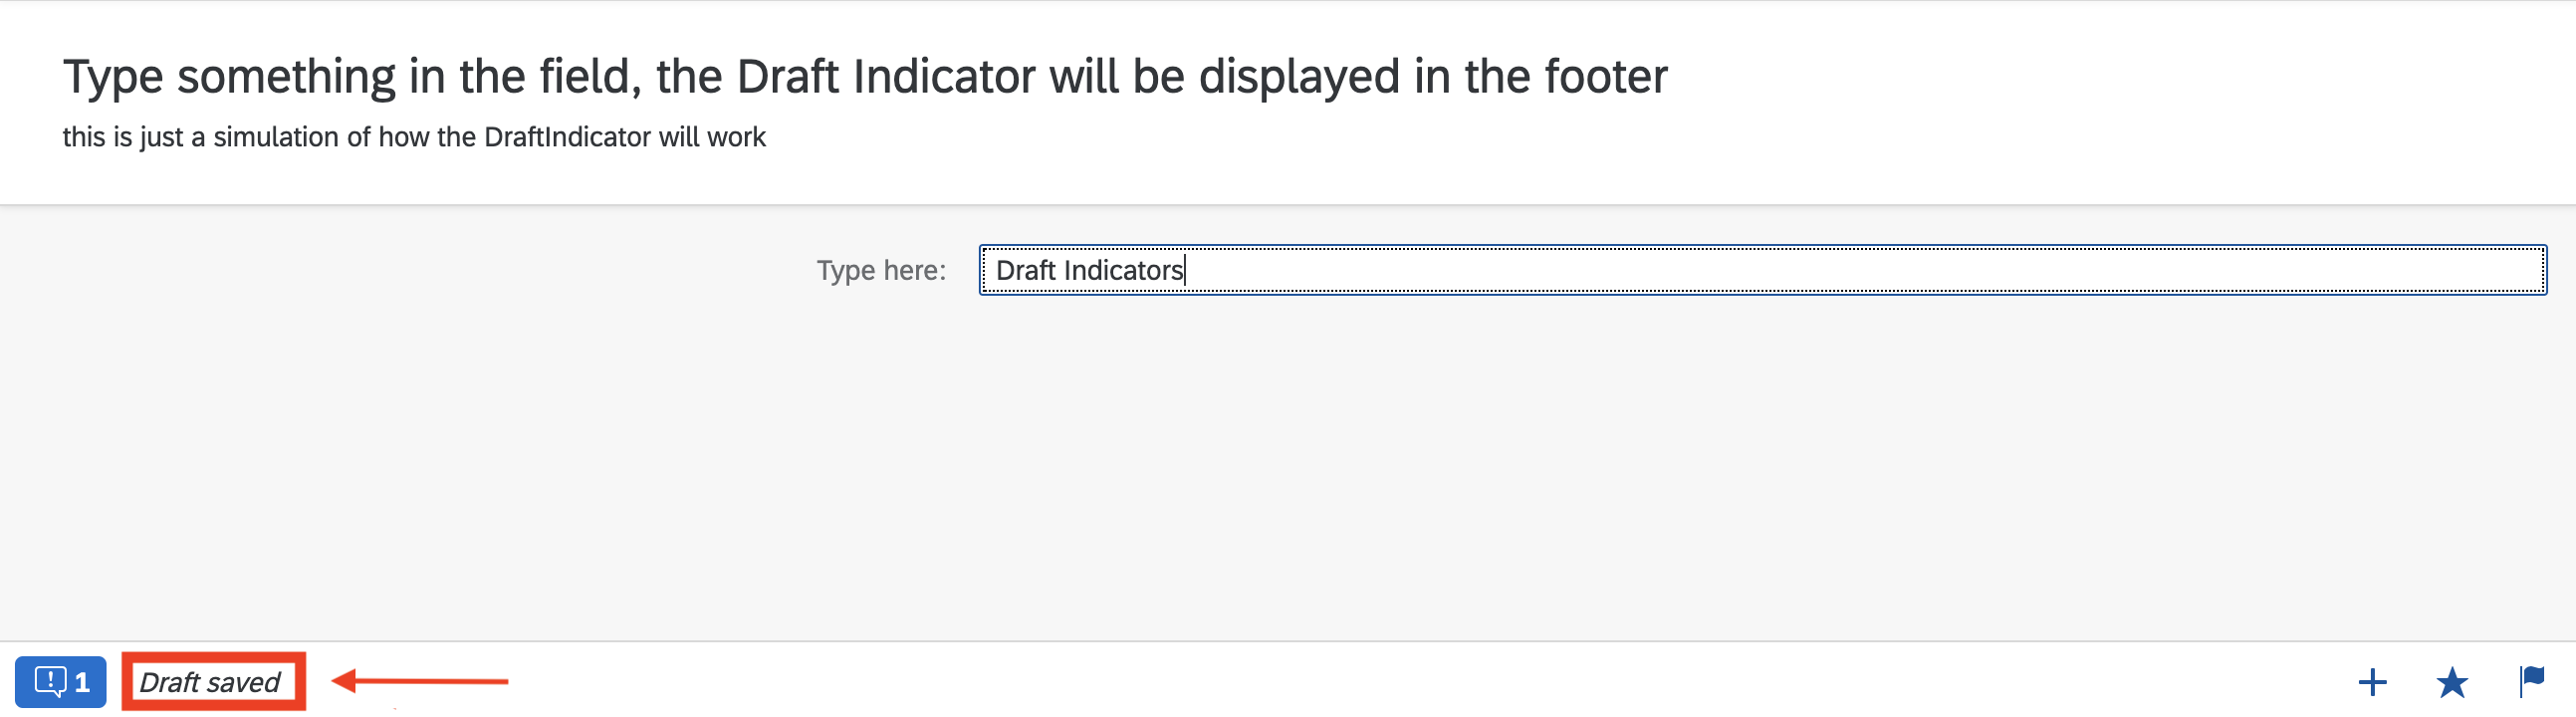 Type something in the field, the Draft Indicator will be displayed in the footer
this is just a simulation of how the DraftIndicator will work
Type here: Draft Indicators
1 Draft saved